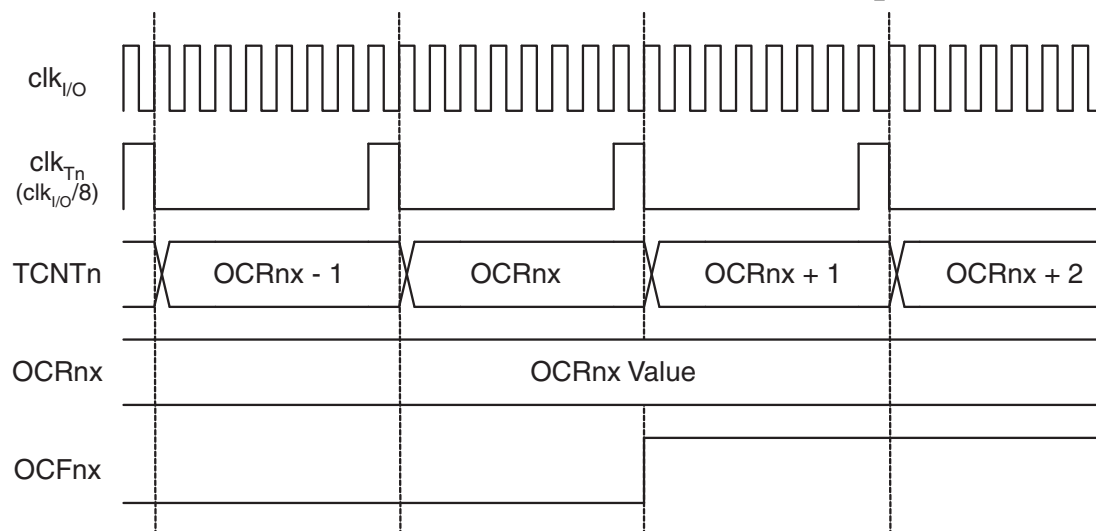 clkI/O
clkTn
(clkI/O/8)
TCNTn OCRnx - 1 OCRnx OCRnx + 1 OCRnx + 2
OCRnx OCRnx Value
OCFnx